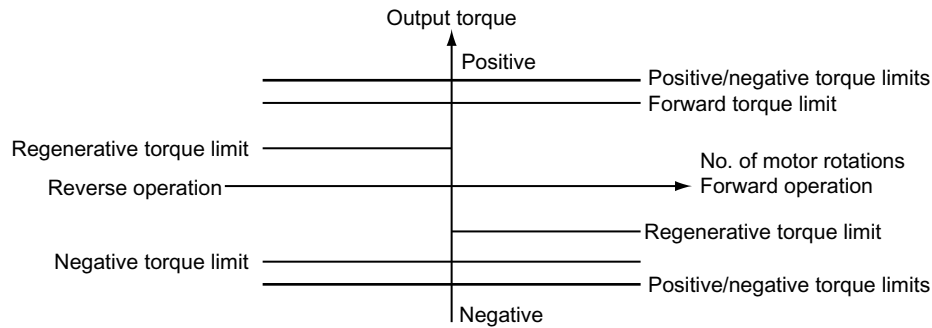 Output torque
Positive
Positive/negative torque limits
Forward torque limit
Regenerative torque limit
No. of motor rotations
Reverse operation
Forward operation
Regenerative torque limit
Negative torque limit
Positive/negative torque limits
Negative